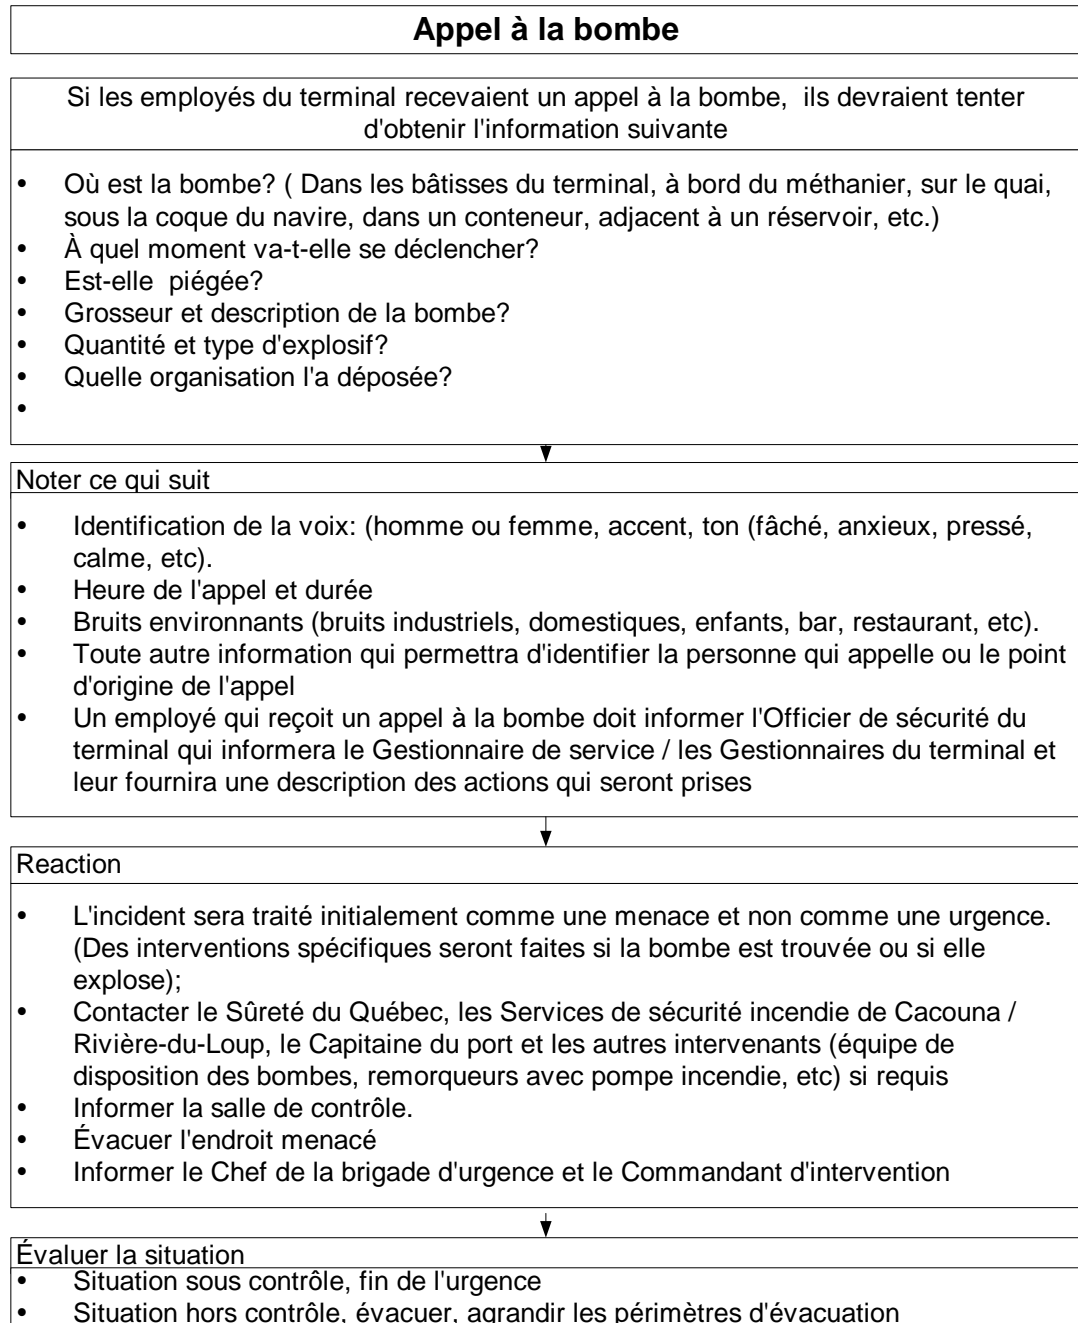 Appel à la bombe
Si les employés du terminal recevaient un appel à la bombe, ils devraient tenter
d'obtenir l'information suivante
• Où est la bombe? ( Dans les bâtisses du terminal, à bord du méthanier, sur le quai,
sous la coque du navire, dans un conteneur, adjacent à un réservoir, etc.)
• À quel moment va-t-elle se déclencher?
• Est-elle piégée?
• Grosseur et description de la bombe?
• Quantité et type d'explosif?
• Quelle organisation l'a déposée?
•
Noter ce qui suit
• Identification de la voix: (homme ou femme, accent, ton (fâché, anxieux, pressé,
calme, etc).
• Heure de l'appel et durée
• Bruits environnants (bruits industriels, domestiques, enfants, bar, restaurant, etc).
• Toute autre information qui permettra d'identifier la personne qui appelle ou le point
d'origine de l'appel
• Un employé qui reçoit un appel à la bombe doit informer l'Officier de sécurité du
terminal qui informera le Gestionnaire de service / les Gestionnaires du terminal et
leur fournira une description des actions qui seront prises
Reaction
• L'incident sera traité initialement comme une menace et non comme une urgence.
(Des interventions spécifiques seront faites si la bombe est trouvée ou si elle
explose);
• Contacter le Sûreté du Québec, les Services de sécurité incendie de Cacouna /
Rivière-du-Loup, le Capitaine du port et les autres intervenants (équipe de
disposition des bombes, remorqueurs avec pompe incendie, etc) si requis
• Informer la salle de contrôle.
• Évacuer l'endroit menacé
• Informer le Chef de la brigade d'urgence et le Commandant d'intervention
Évaluer la situation
• Situation sous contrôle, fin de l'urgence
• Situation hors contrôle, évacuer, agrandir les périmètres d'évacuation